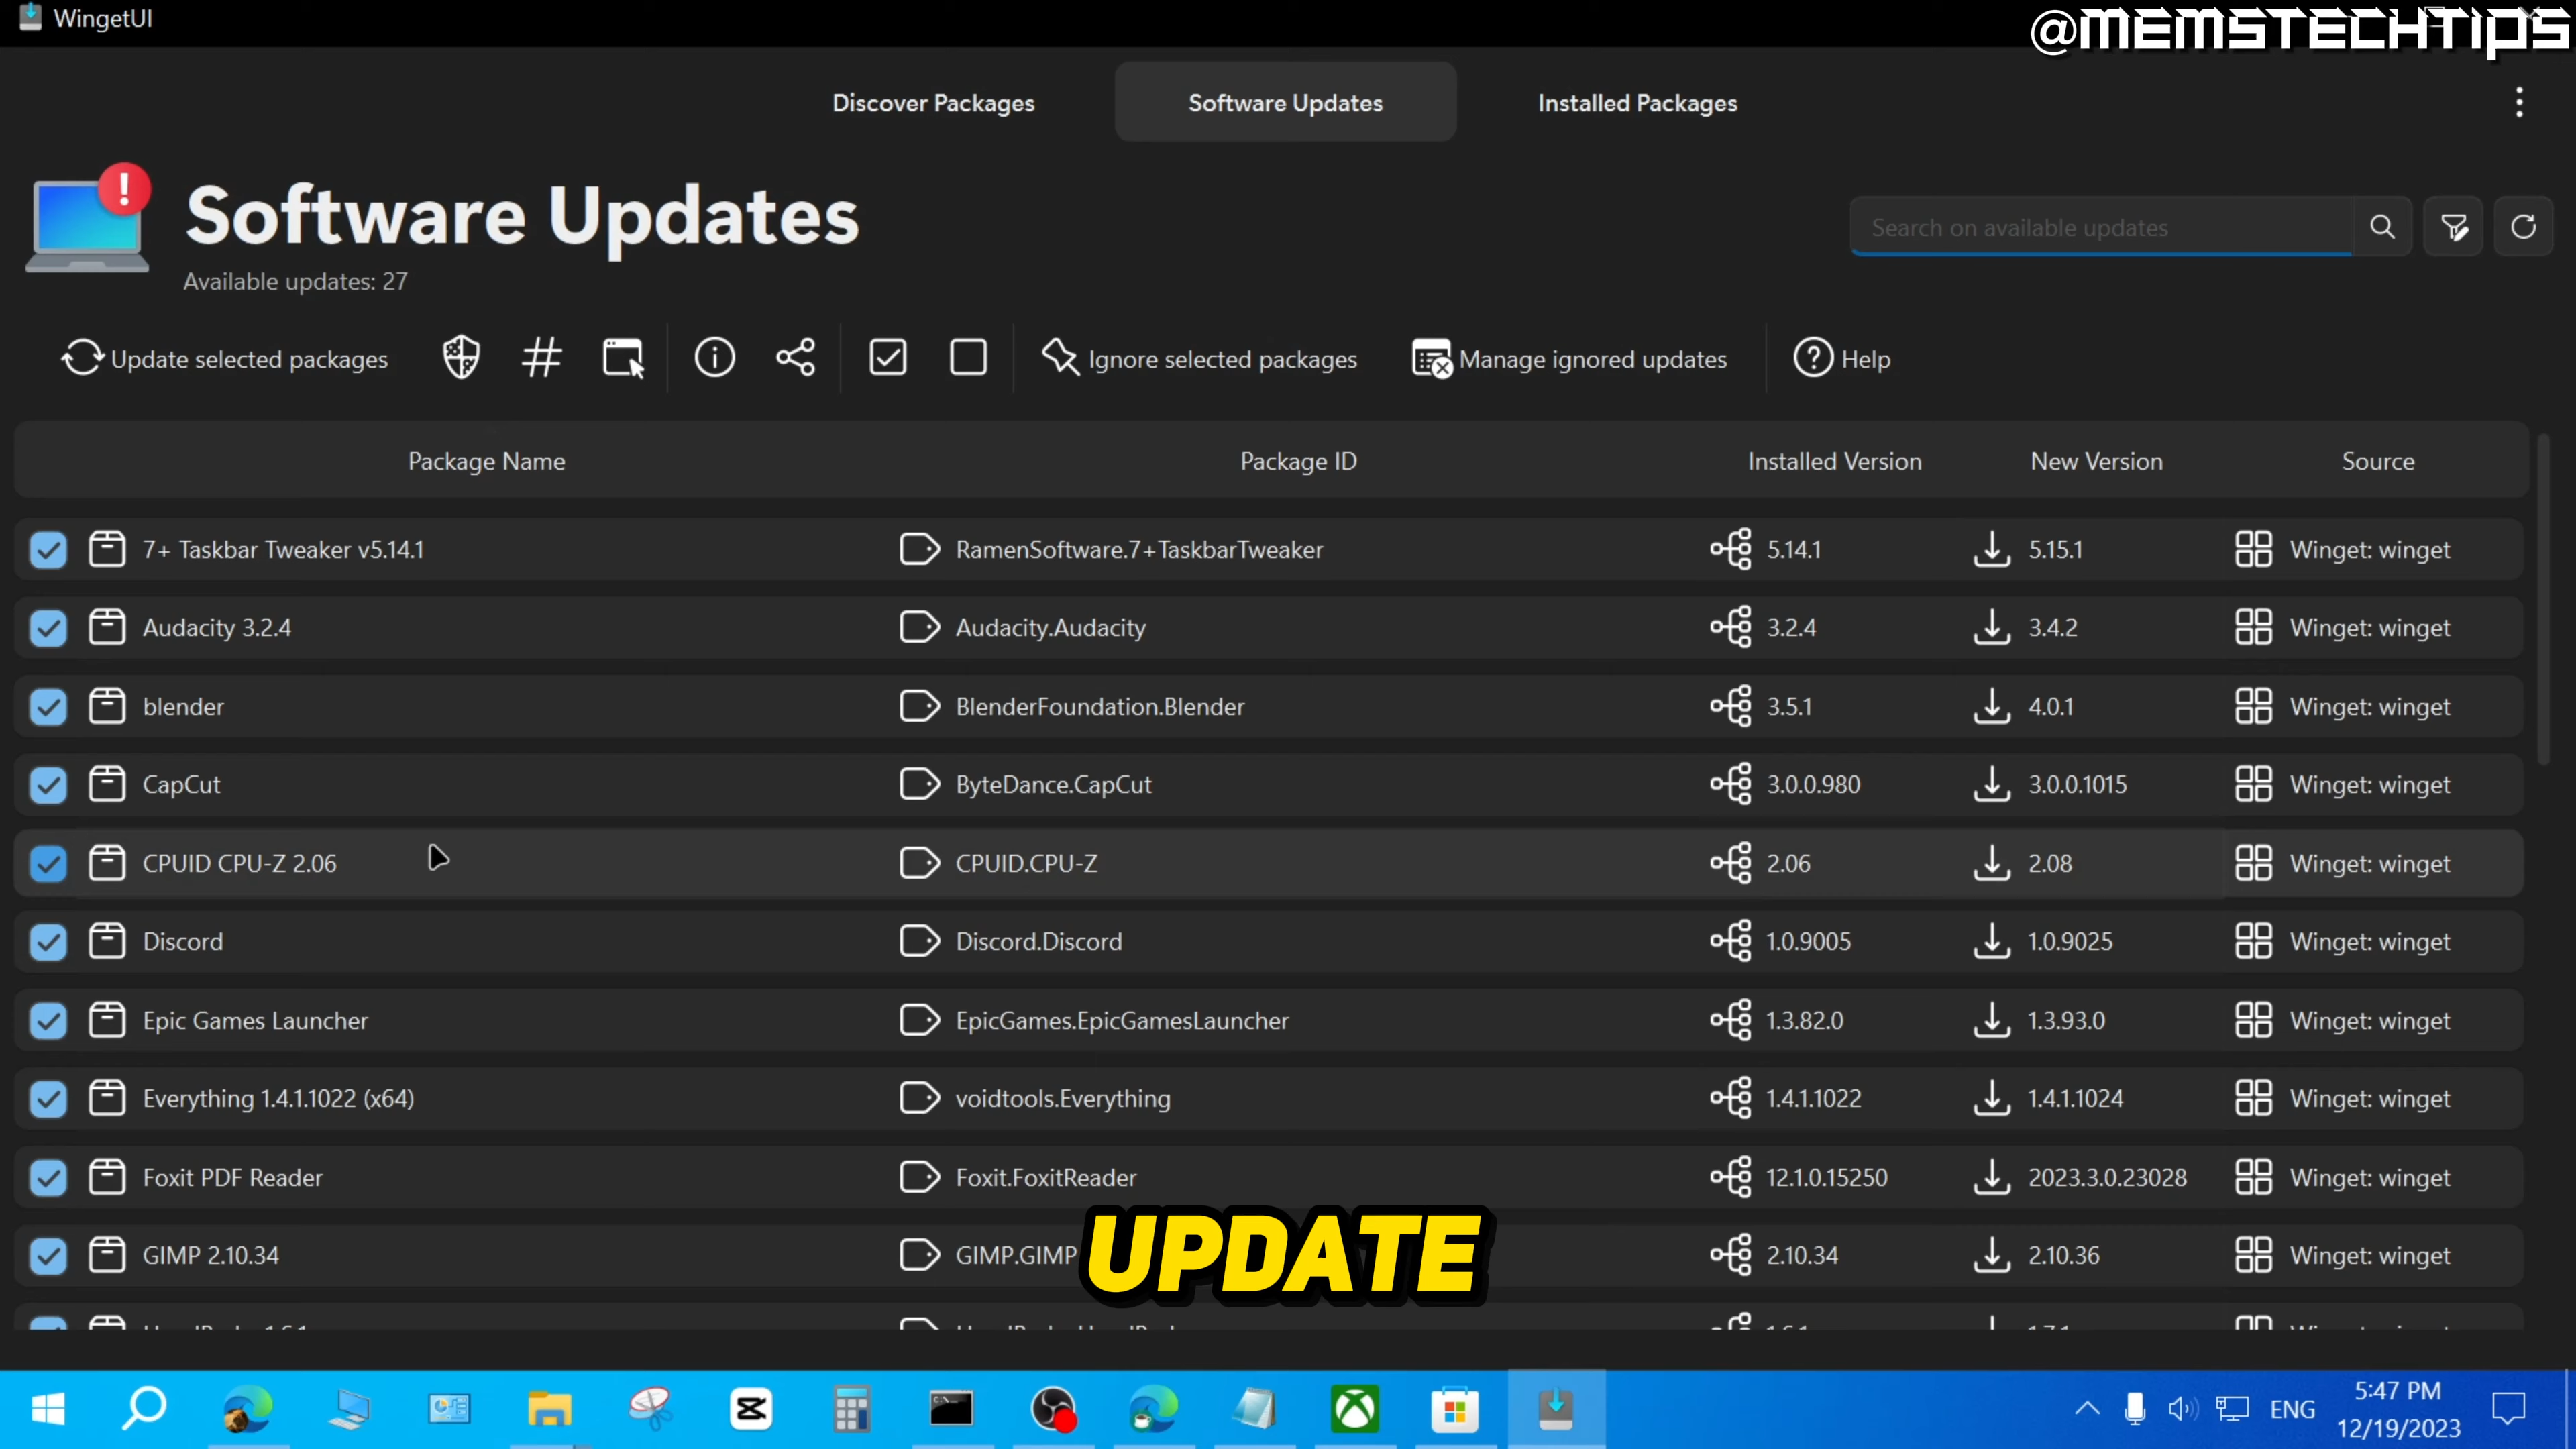 WingetUI
@MEMSTECHTIPS
Discover Packages
Software Updates
Installed Packages
Software Updates
Available updates: 27
Search on available updates
Update selected packages
Ignore selected packages
Manage ignored updates
Help
Package Name Package ID Installed Version New Version Source
7+ Taskbar Tweaker v5.14.1 RamenSoftware.7+TaskbarTweaker 5.14.1 5.15.1 Winget: winget
Audacity 3.2.4 Audacity.Audacity 3.2.4 3.4.2 Winget: winget
blender BlenderFoundation.Blender 3.5.1 4.0.1 Winget: winget
CapCut ByteDance.CapCut 3.0.0.980 3.0.0.1015 Winget: winget
CPUID CPU-Z 2.06 CPUID.CPU-Z 2.06 2.08 Winget: winget
Discord Discord.Discord 1.0.9005 1.0.9025 Winget: winget
Epic Games Launcher EpicGames.EpicGamesLauncher 1.3.82.0 1.3.93.0 Winget: winget
Everything 1.4.1.1022 (x64) voidtools.Everything 1.4.1.1022 1.4.1.1024 Winget: winget
Foxit PDF Reader Foxit.FoxitReader 12.1.0.15250 2023.3.0.23028 Winget: winget
GIMP 2.10.34 GIMP.GIMP 2.10.34 2.10.36 Winget: winget
UPDATE
ENG
5:47 PM
12/19/2023